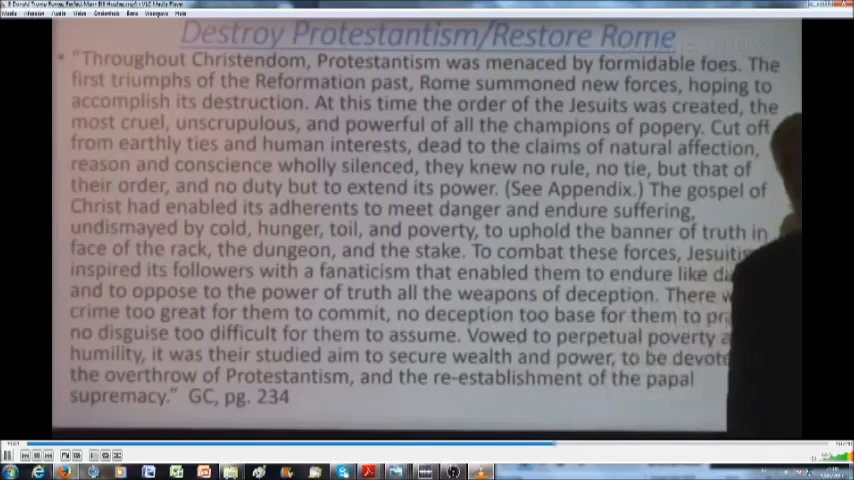 Destroy Protestantism/Restore Rome
• "Throughout Christendom, Protestantism was menaced by formidable foes. The
first triumphs of the Reformation past, Rome summoned new forces, hoping to
accomplish its destruction. At this time the order of the Jesuits was created, the
most cruel, unscrupulous, and powerful of all the champions of popery. Cut off
from earthly ties and human interests, dead to the claims of natural affection,
reason and conscience wholly silenced, they knew no rule, no tie, but that of
their order, and no duty but to extend its power. (See Appendix.) The gospel of
Christ had enabled its adherents to meet danger and endure suffering,
undismayed by cold, hunger, toil, and poverty, to uphold the banner of truth in
face of the rack, the dungeon, and the stake. To combat these forces,
inspired its followers with a fanaticism that enabled them to endure like
and to oppose to the power of truth all the weapons of deception. There
crime too great for them to commit, no deception too base for them to
no disguise too difficult for them to assume. Vowed to perpetual poverty
humility, it was their studied aim to secure wealth and power, to be
the overthrow of Protestantism, and the re-establishment of the papal
supremacy." GC, pg. 234